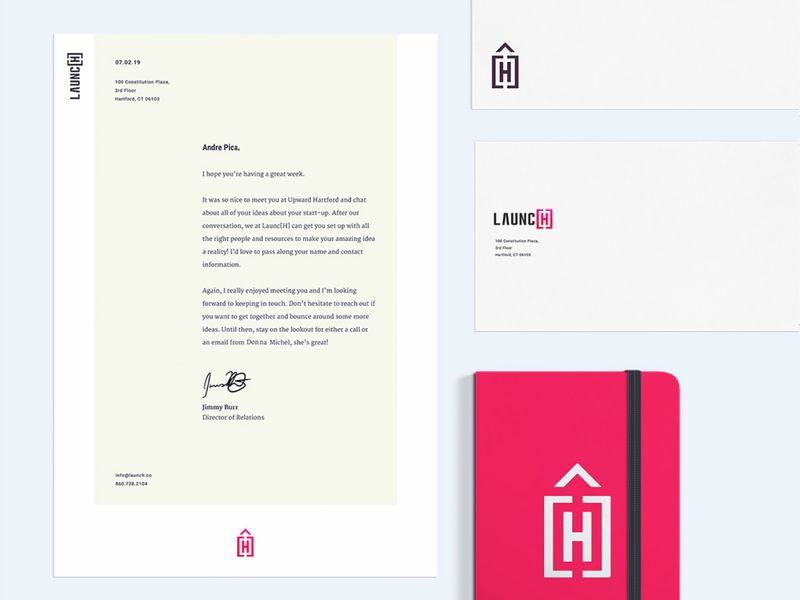 LAUNC[H]
07.02.19
100 Constitution Plaza,
3rd Floor
Hartford, CT 06103
Andre Pica,
I hope you're having a great week.
It was so nice to meet you at Upward Hartford and chat
about all of your ideas about your start-up. After our
conversation, we at Launc[H] can get you set up with all
the right people and resources to make your amazing idea
a reality! I'd love to pass along your name and contact
information.
Again, I really enjoyed meeting you and I'm looking
forward to keeping in touch. Don't hesitate to reach out if
you want to get together and bounce around some more
ideas. Until then, stay on the lookout for either a call or
an email from Donna Michel, she's great!
Jimmy Burr
Director of Relations
info@launch.co
860.728.2104
[H]
[H]
LAUNC[H]
100 Constitution Plaza,
3rd Floor
Hartford, CT 06103
[H]